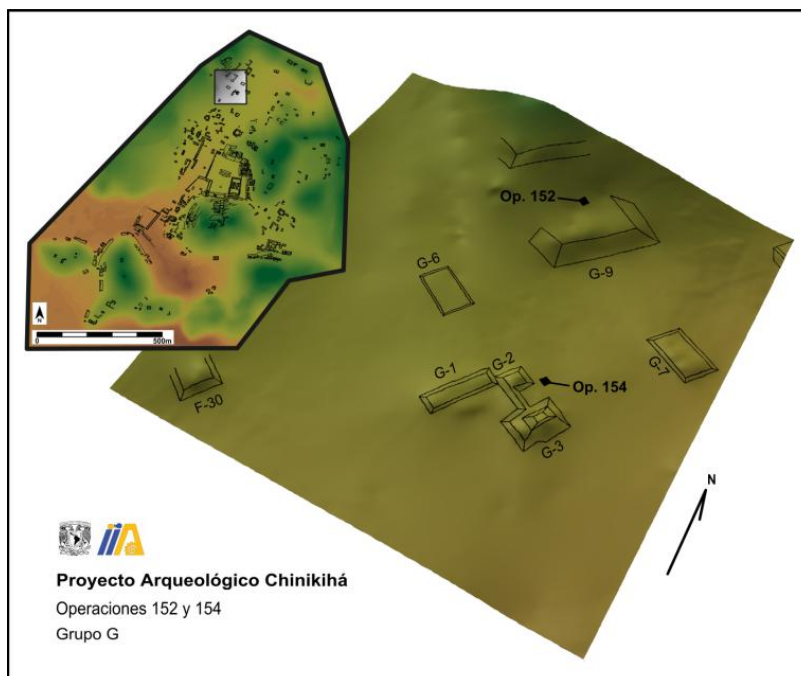 N
0
500m
Op. 152
G-9
G-6
G-7
G-1
G-2
Op. 154
G-3
F-30
N
Proyecto Arqueológico Chinikihá
Operaciones 152 y 154
Grupo G